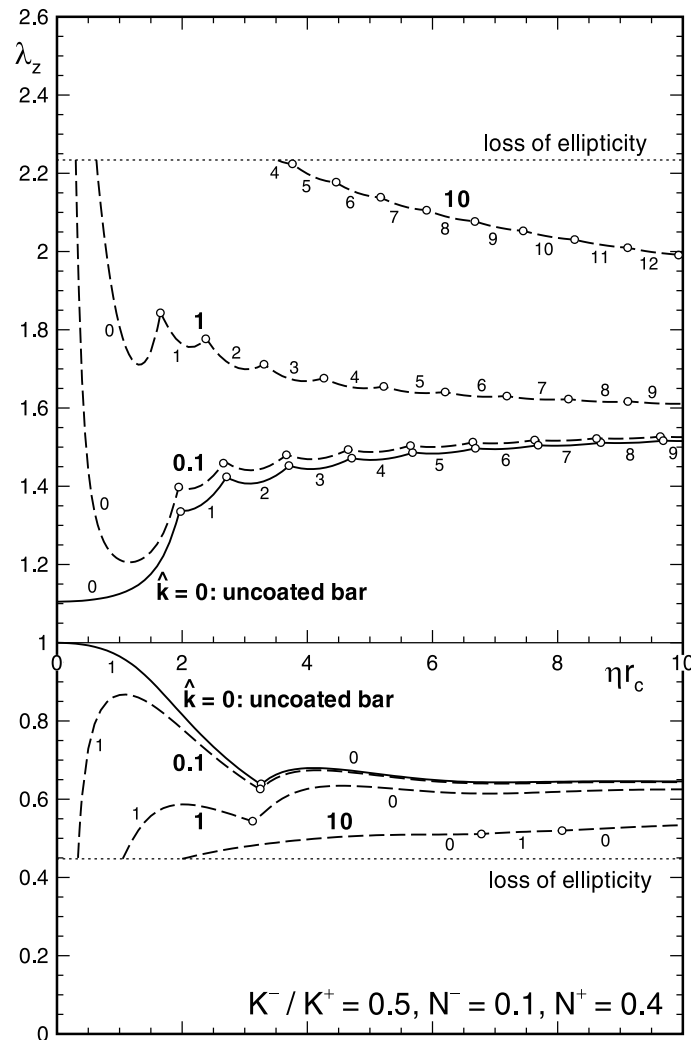 2.6
λz
2.4
loss of ellipticity
2.2
4 5 6 7 8 9 10 11 12
10
2
1.8
0 1 2 3 4 5 6 7 8 9
1
1.6
0.1
1.4
0 1 2 3 4 5 6 7 8 9
1.2
0
k̂ = 0: uncoated bar
1
0 2 4 6 8 10
ηrc
1
k̂ = 0: uncoated bar
0.8
1
0.1
0
0.6
1
1
10
0
0 1 0
0.4
loss of ellipticity
0.2
K⁻ / K⁺ = 0.5, N⁻ = 0.1, N⁺ = 0.4
0